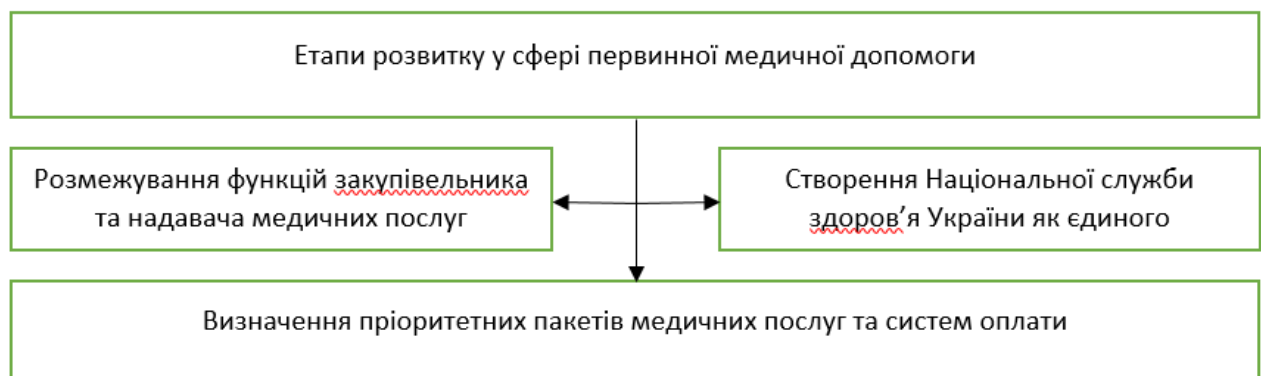 Етапи розвитку у сфері первинної медичної допомоги
Розмежування функцій закупівельника
та надавача медичних послуг
Створення Національної служби
здоров’я України як єдиного
Визначення пріоритетних пакетів медичних послуг та систем оплати